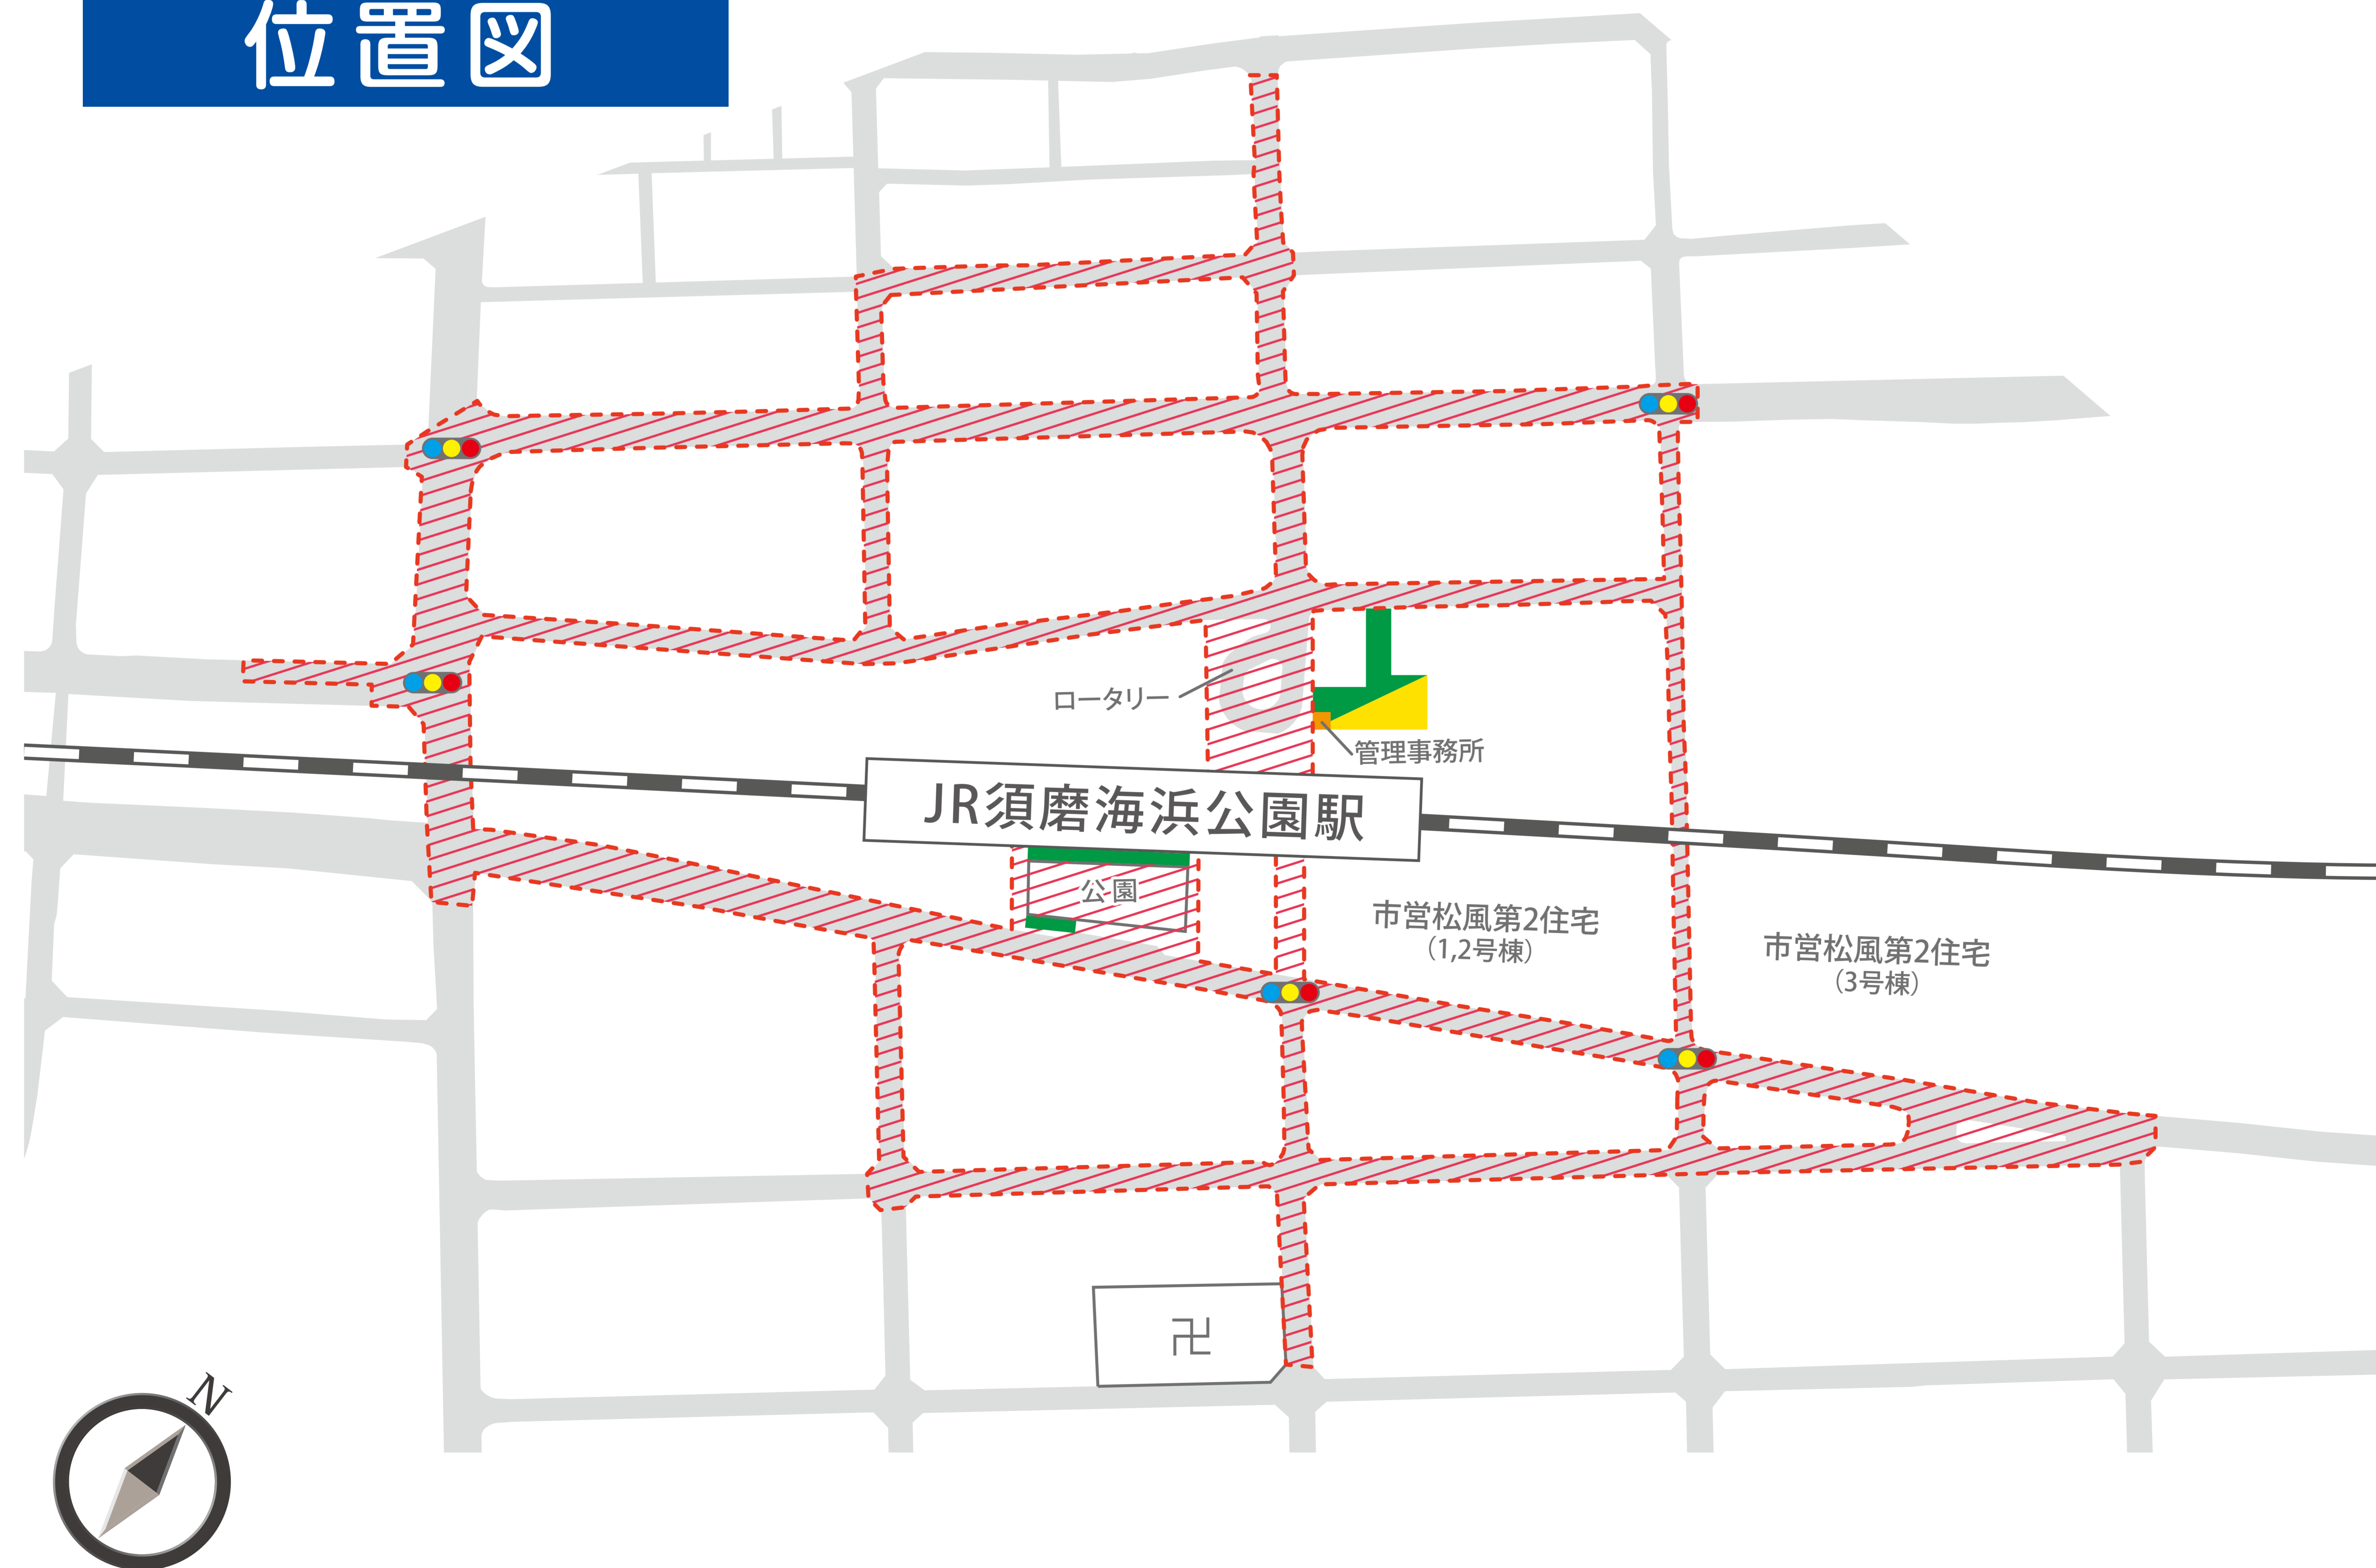 位置図
ロータリー
管理事務所
JR須磨海浜公園駅
公園
市営松風第2住宅
（1,2号棟）
市営松風第2住宅
（3号棟）
卍
N